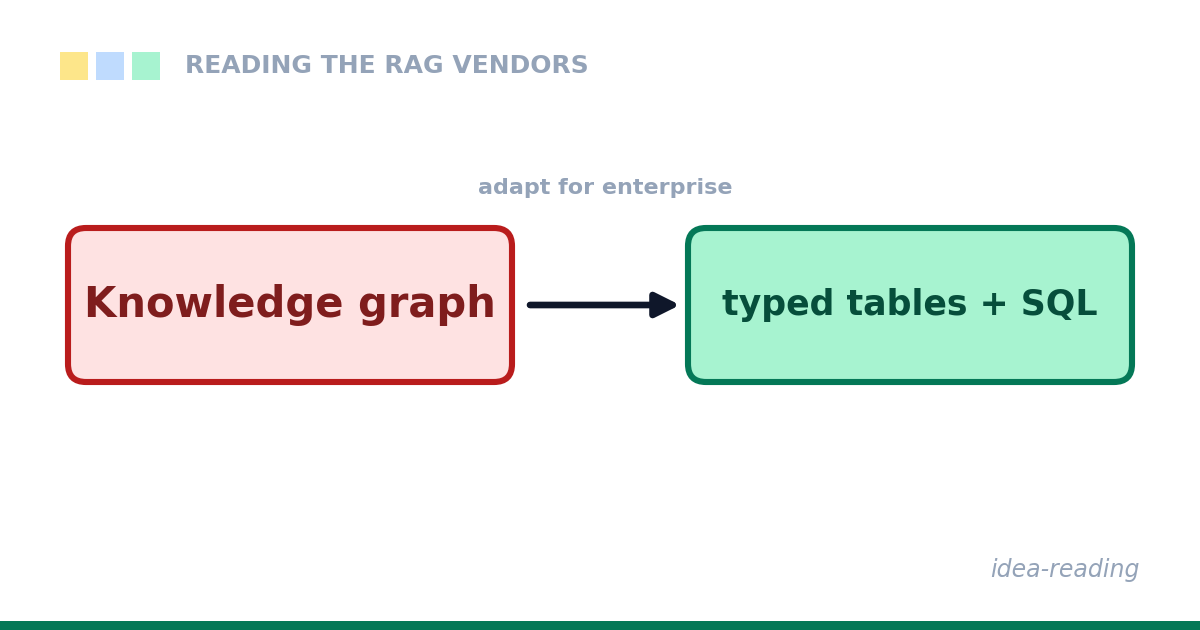 READING THE RAG VENDORS
adapt for enterprise
Knowledge graph
typed tables + SQL
idea-reading